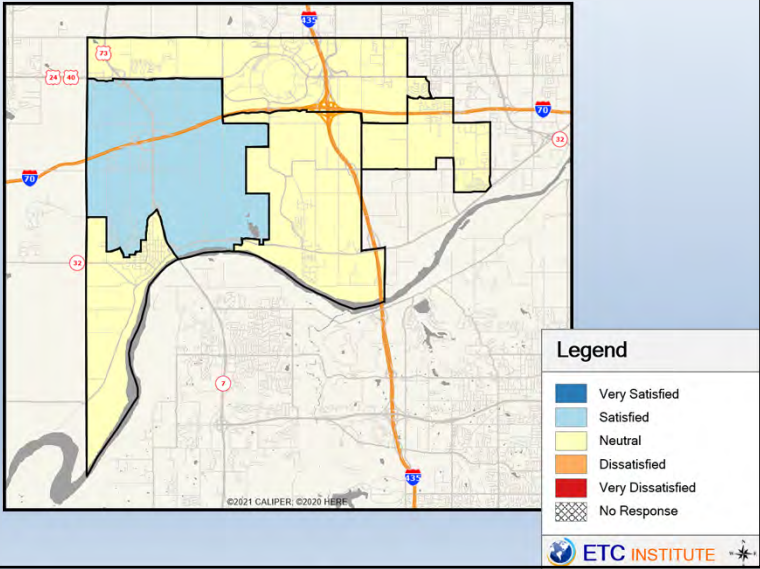 435
73
24 40
70
32
70
32
7
435
©2021 CALIPER; ©2020 HERE
Legend
Very Satisfied
Satisfied
Neutral
Dissatisfied
Very Dissatisfied
No Response
ETC INSTITUTE
N
W E
S